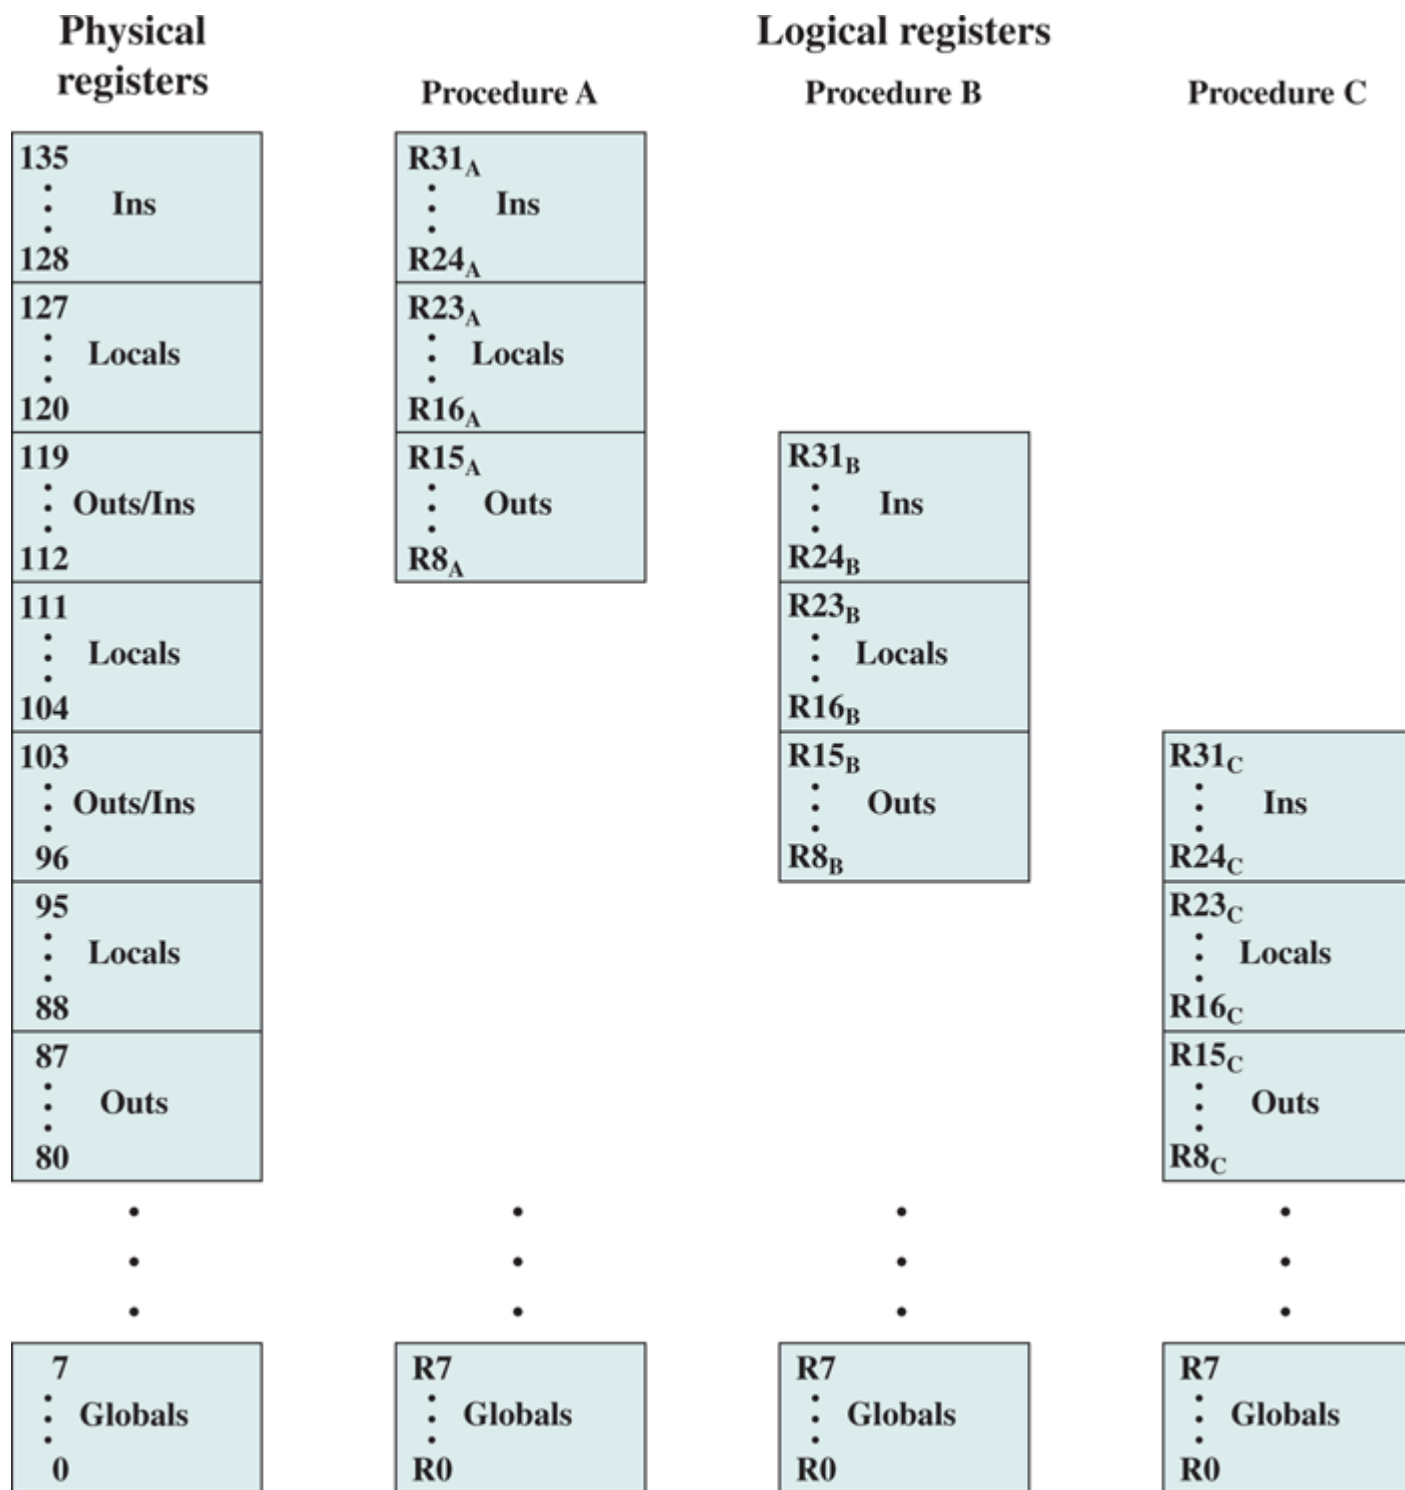 Physical registers
Logical registers
Procedure A
Procedure B
Procedure C
135
Ins
128
127
Locals
120
119
Outs/Ins
112
111
Locals
104
103
Outs/Ins
96
95
Locals
88
87
Outs
80
7
Globals
0
R31A
Ins
R24A
R23A
Locals
R16A
R15A
Outs
R8A
R7
Globals
R0
R31B
Ins
R24B
R23B
Locals
R16B
R15B
Outs
R8B
R7
Globals
R0
R31C
Ins
R24C
R23C
Locals
R16C
R15C
Outs
R8C
R7
Globals
R0